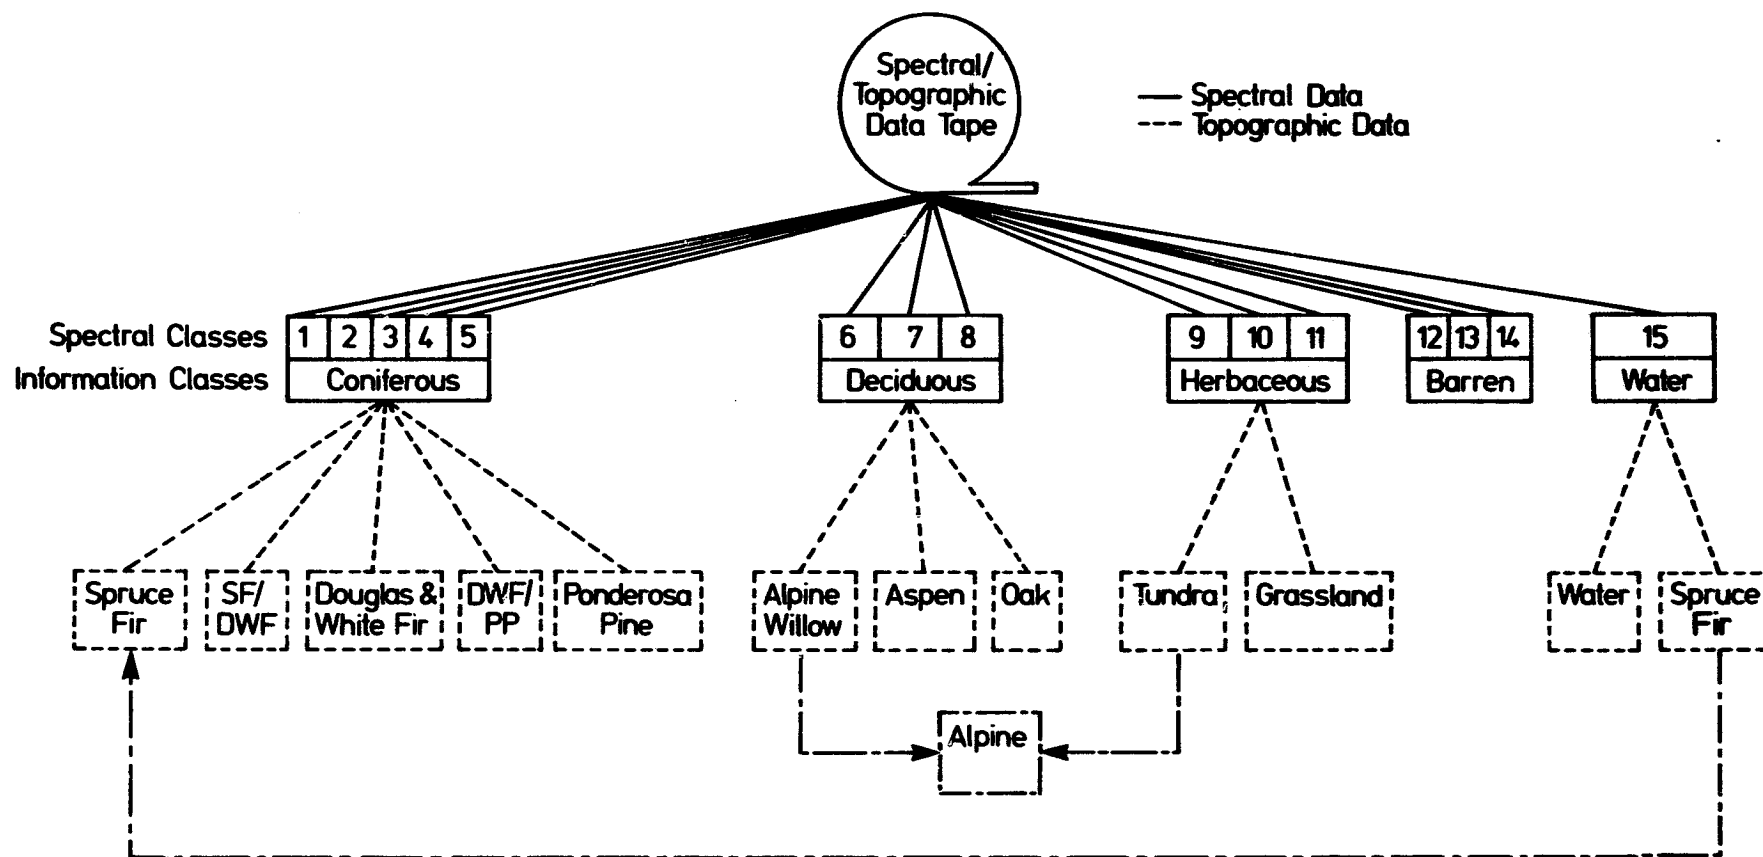 Spectral/
Topographic
Data Tape
Spectral Data
Topographic Data
Spectral Classes 1 2 3 4 5 6 7 8 9 10 11 12 13 14 15
Information Classes Coniferous Deciduous Herbaceous Barren Water
Spruce
Fir
SF/
DWF
Douglas &
White Fir
DWF/
PP
Ponderosa
Pine
Alpine
Willow
Aspen
Oak
Tundra
Grassland
Water
Spruce
Fir
Alpine